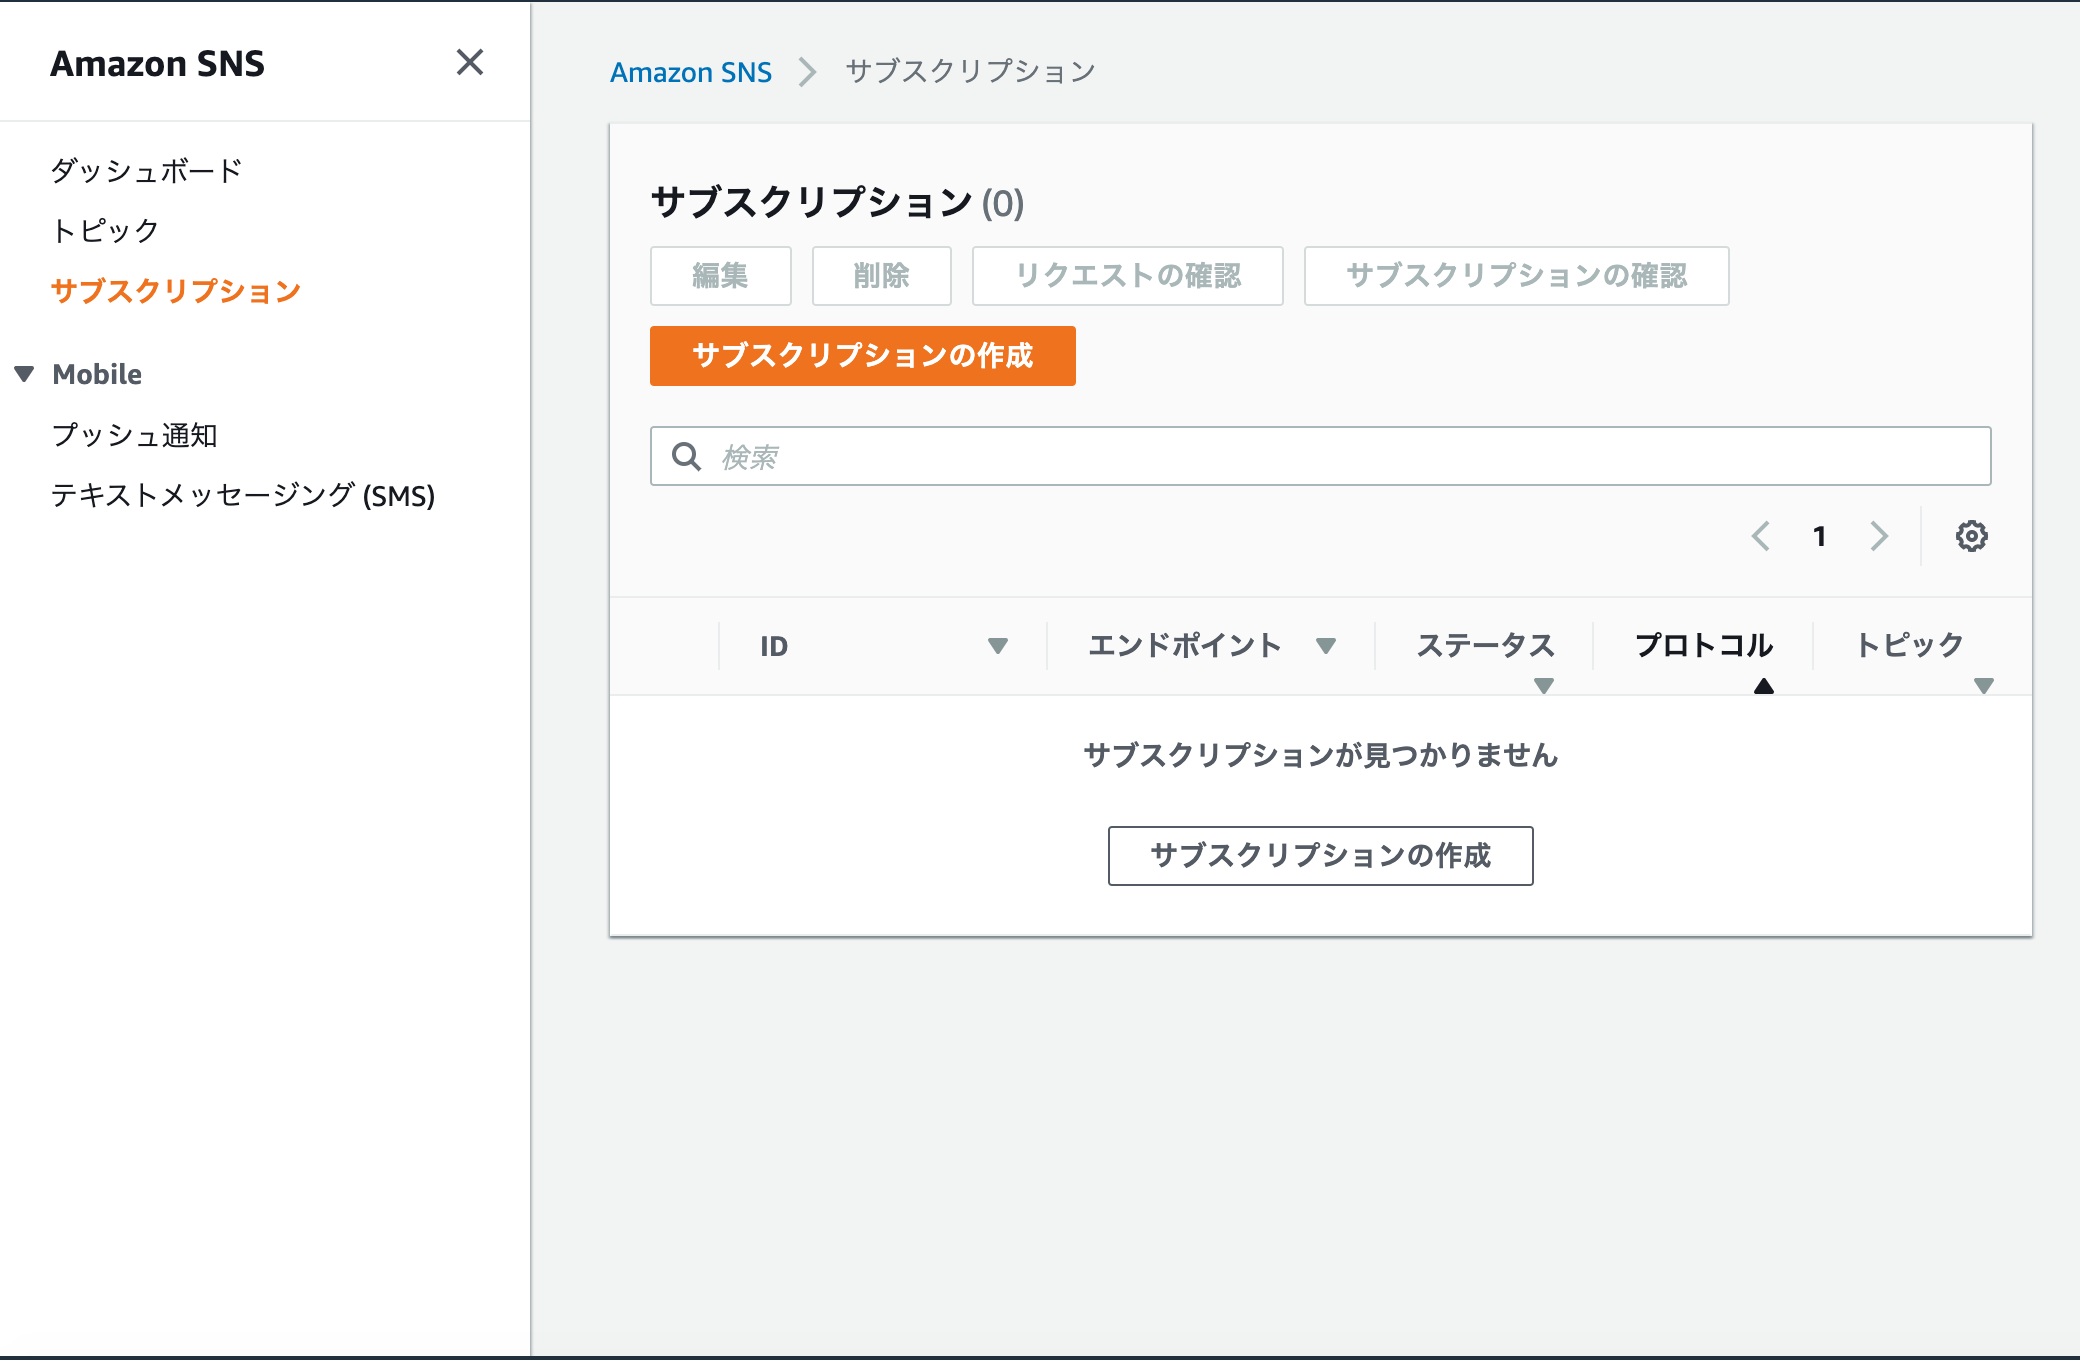 Amazon SNS
ダッシュボード
トピック
サブスクリプション
Mobile
プッシュ通知
テキストメッセージング (SMS)
Amazon SNS サブスクリプション
サブスクリプション (0)
編集 削除 リクエストの確認 サブスクリプションの確認
サブスクリプションの作成
検索
1
ID エンドポイント ステータス プロトコル トピック
サブスクリプションが見つかりません
サブスクリプションの作成